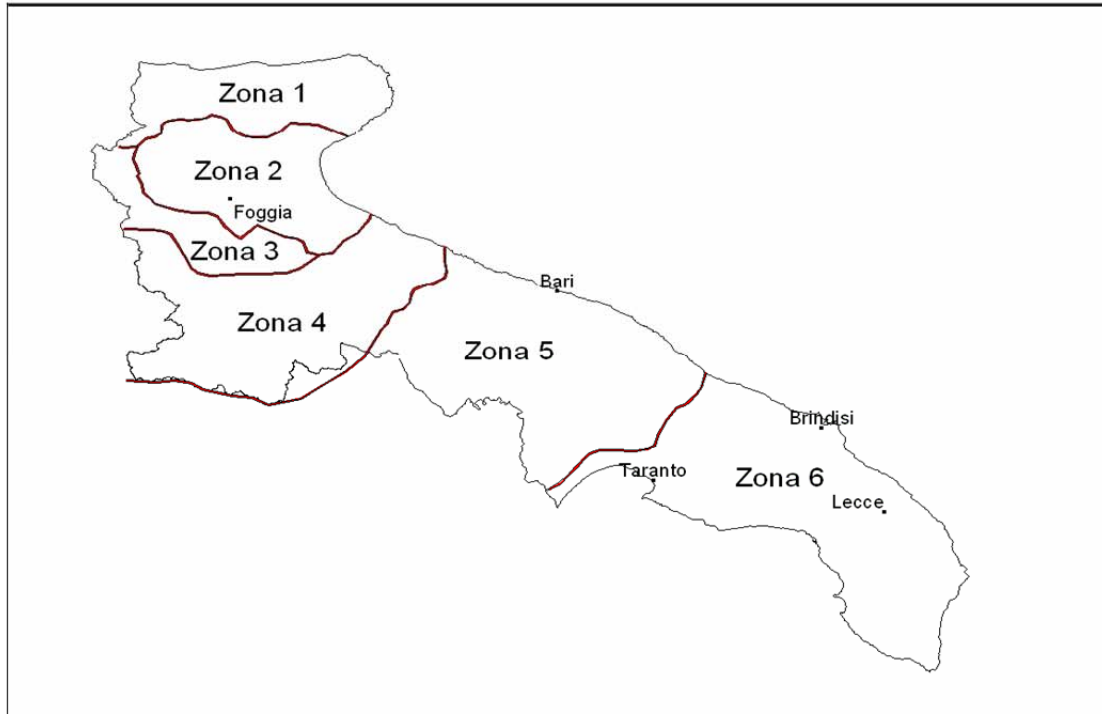 Zona 1
Zona 2
Foggia
Zona 3
Bari
Zona 4
Zona 5
Brindisi
Taranto
Zona 6
Lecce